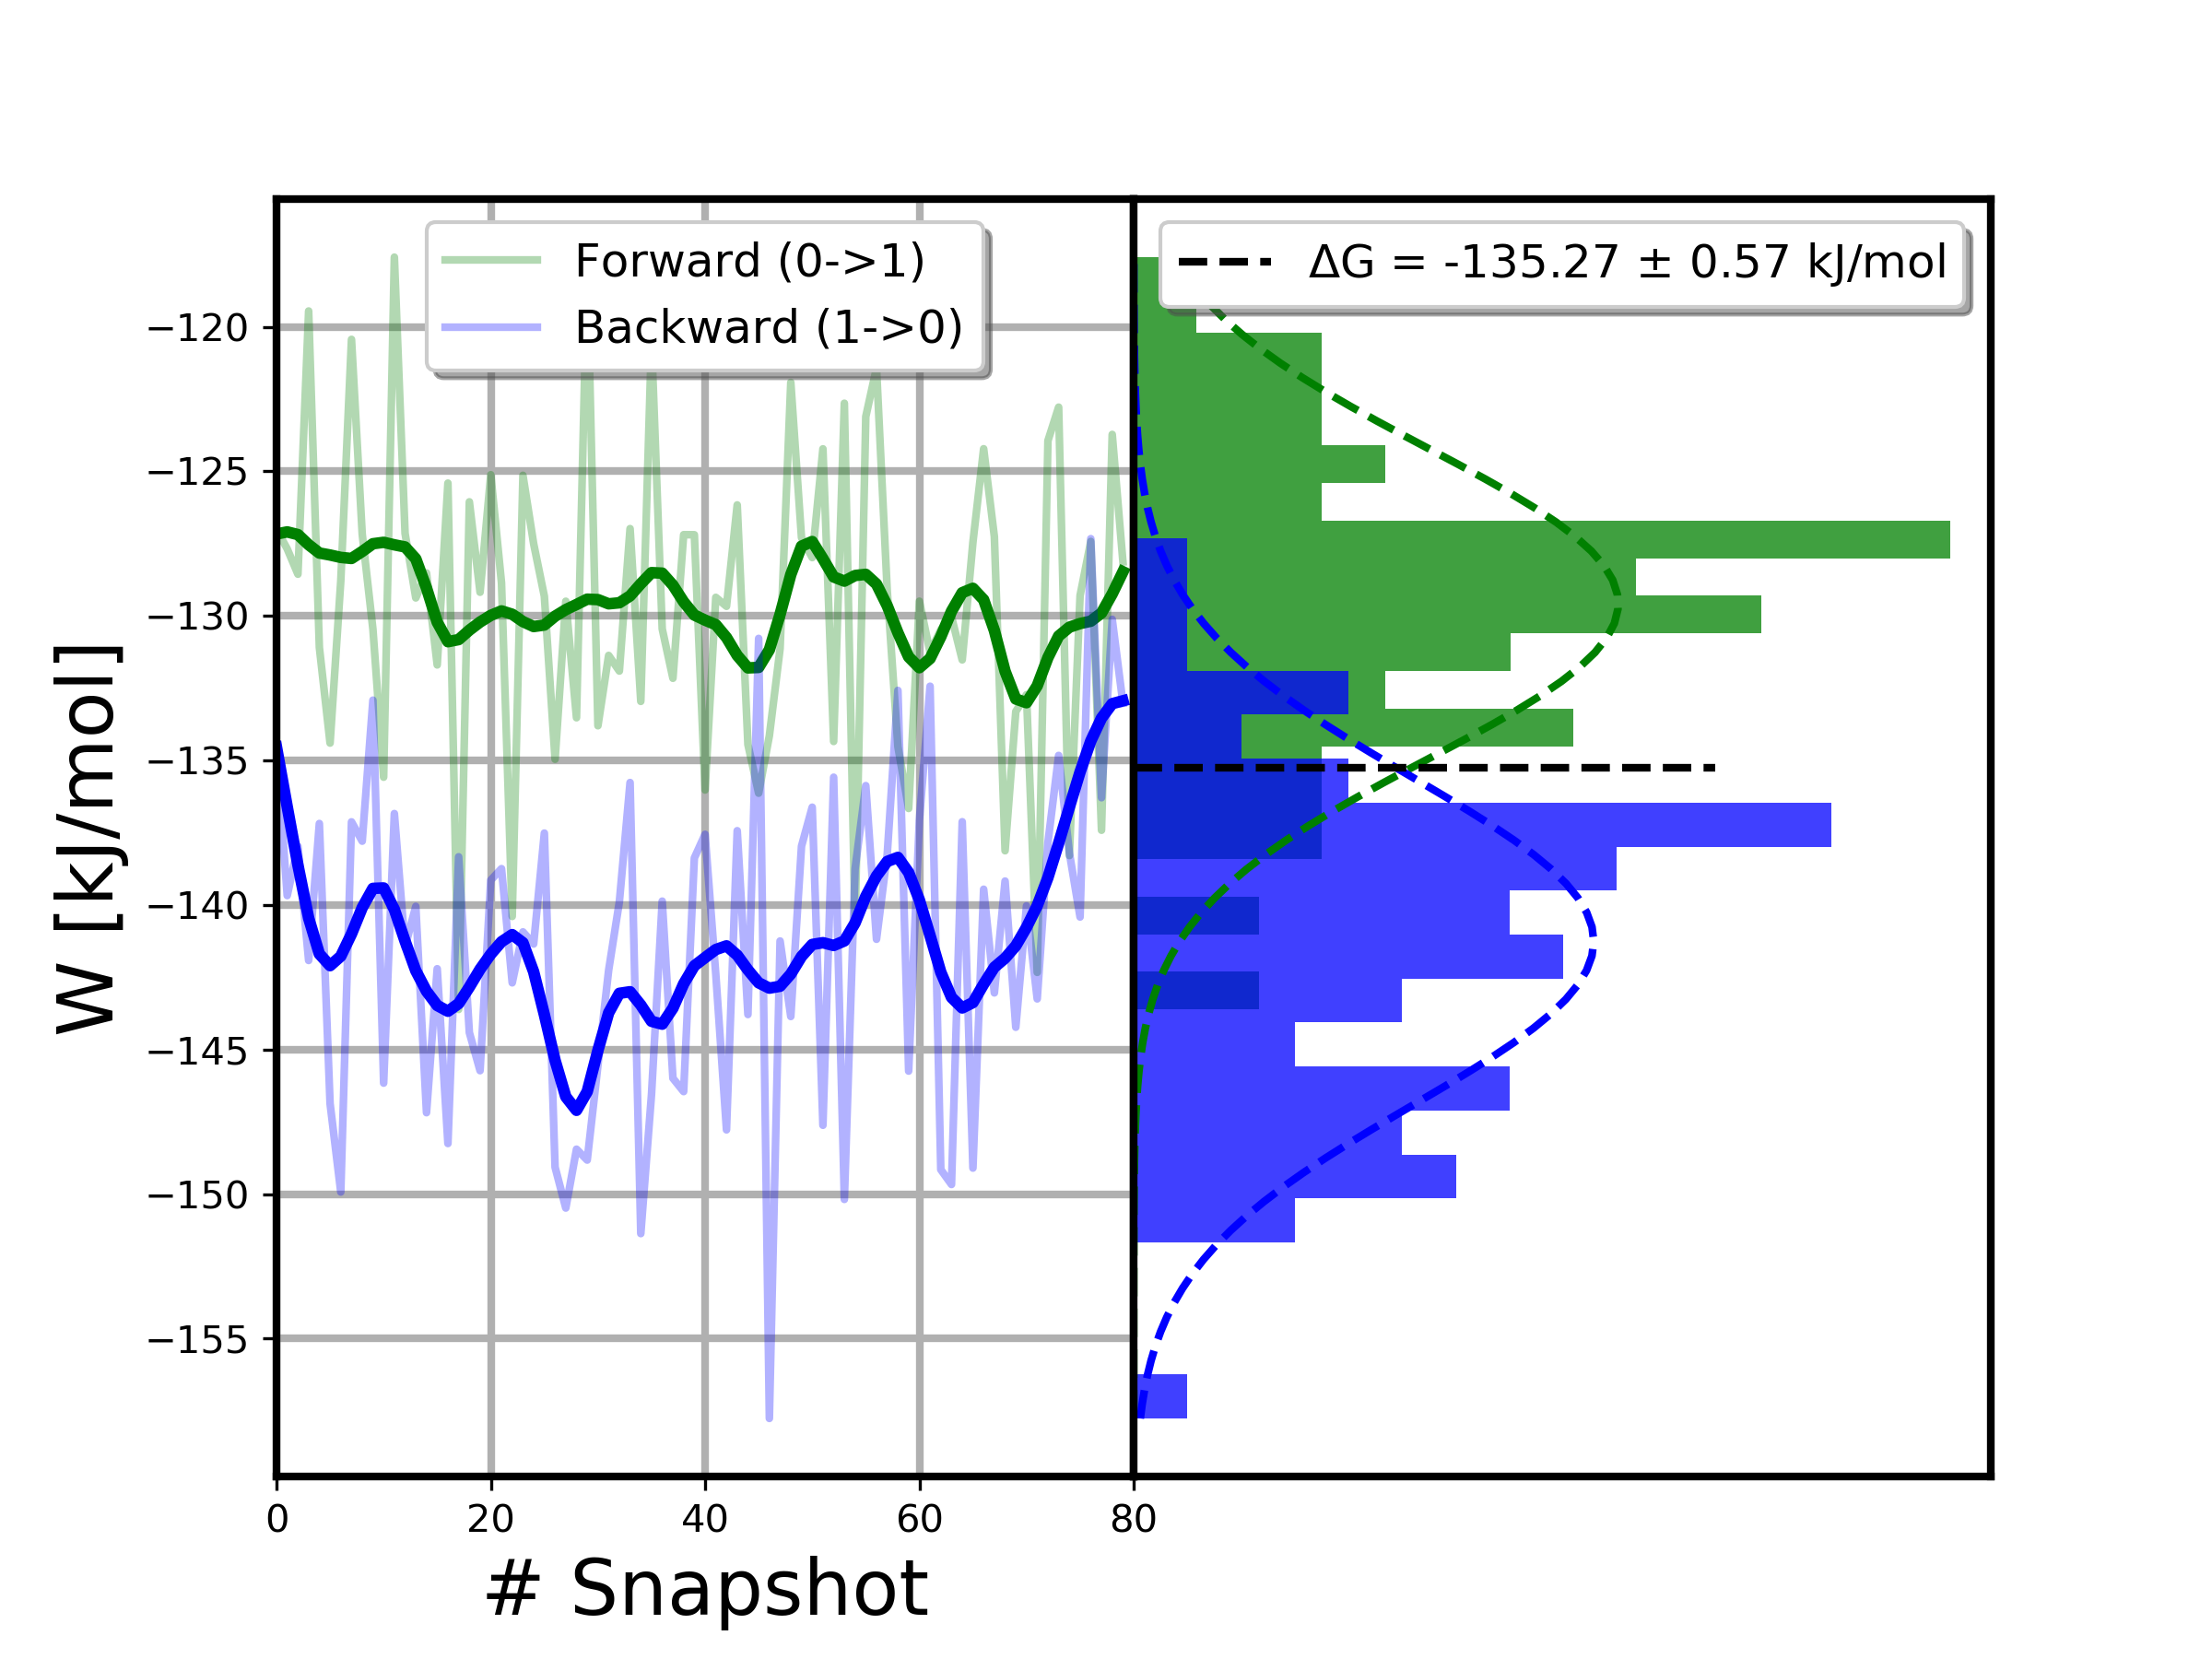 Forward (0->1)
Backward (1->0)
ΔG = -135.27 ± 0.57 kJ/mol
−120
−125
−130
−135
−140
−145
−150
−155
W [kJ/mol]
0 20 40 60 80
# Snapshot